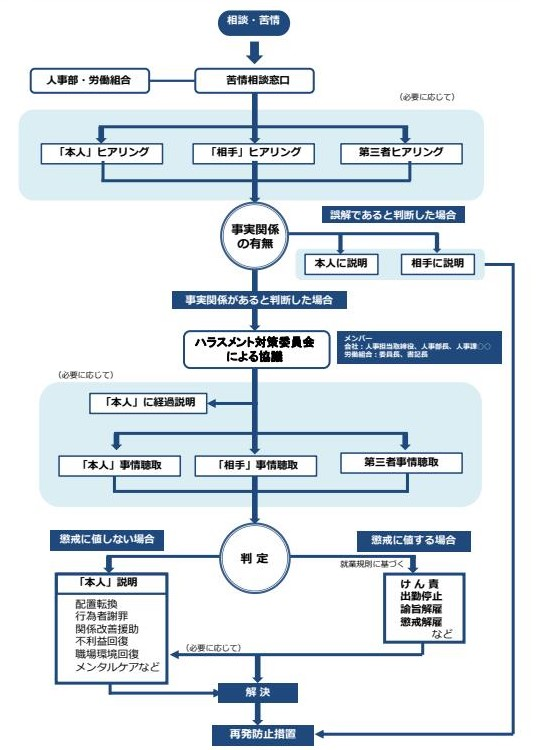 相談・苦情
人事部・労働組合
苦情相談窓口
（必要に応じて）
「本人」ヒアリング
「相手」ヒアリング
第三者ヒアリング
事実関係
の有無
誤解であると判断した場合
本人に説明
相手に説明
事実関係があると判断した場合
ハラスメント対策委員会
による協議
メンバー
会社：人事担当取締役、人事部長、人事課○○
労働組合：委員長、書記長
（必要に応じて）
「本人」に経過説明
「本人」事情聴取
「相手」事情聴取
第三者事情聴取
懲戒に値しない場合
判 定
懲戒に値する場合
就業規則に基づく
「本人」説明
配置転換
行為者謝罪
関係改善援助
不利益回復
職場環境回復
メンタルケアなど
けん責
出勤停止
諭旨解雇
懲戒解雇
など
（必要に応じて）
解 決
再発防止措置